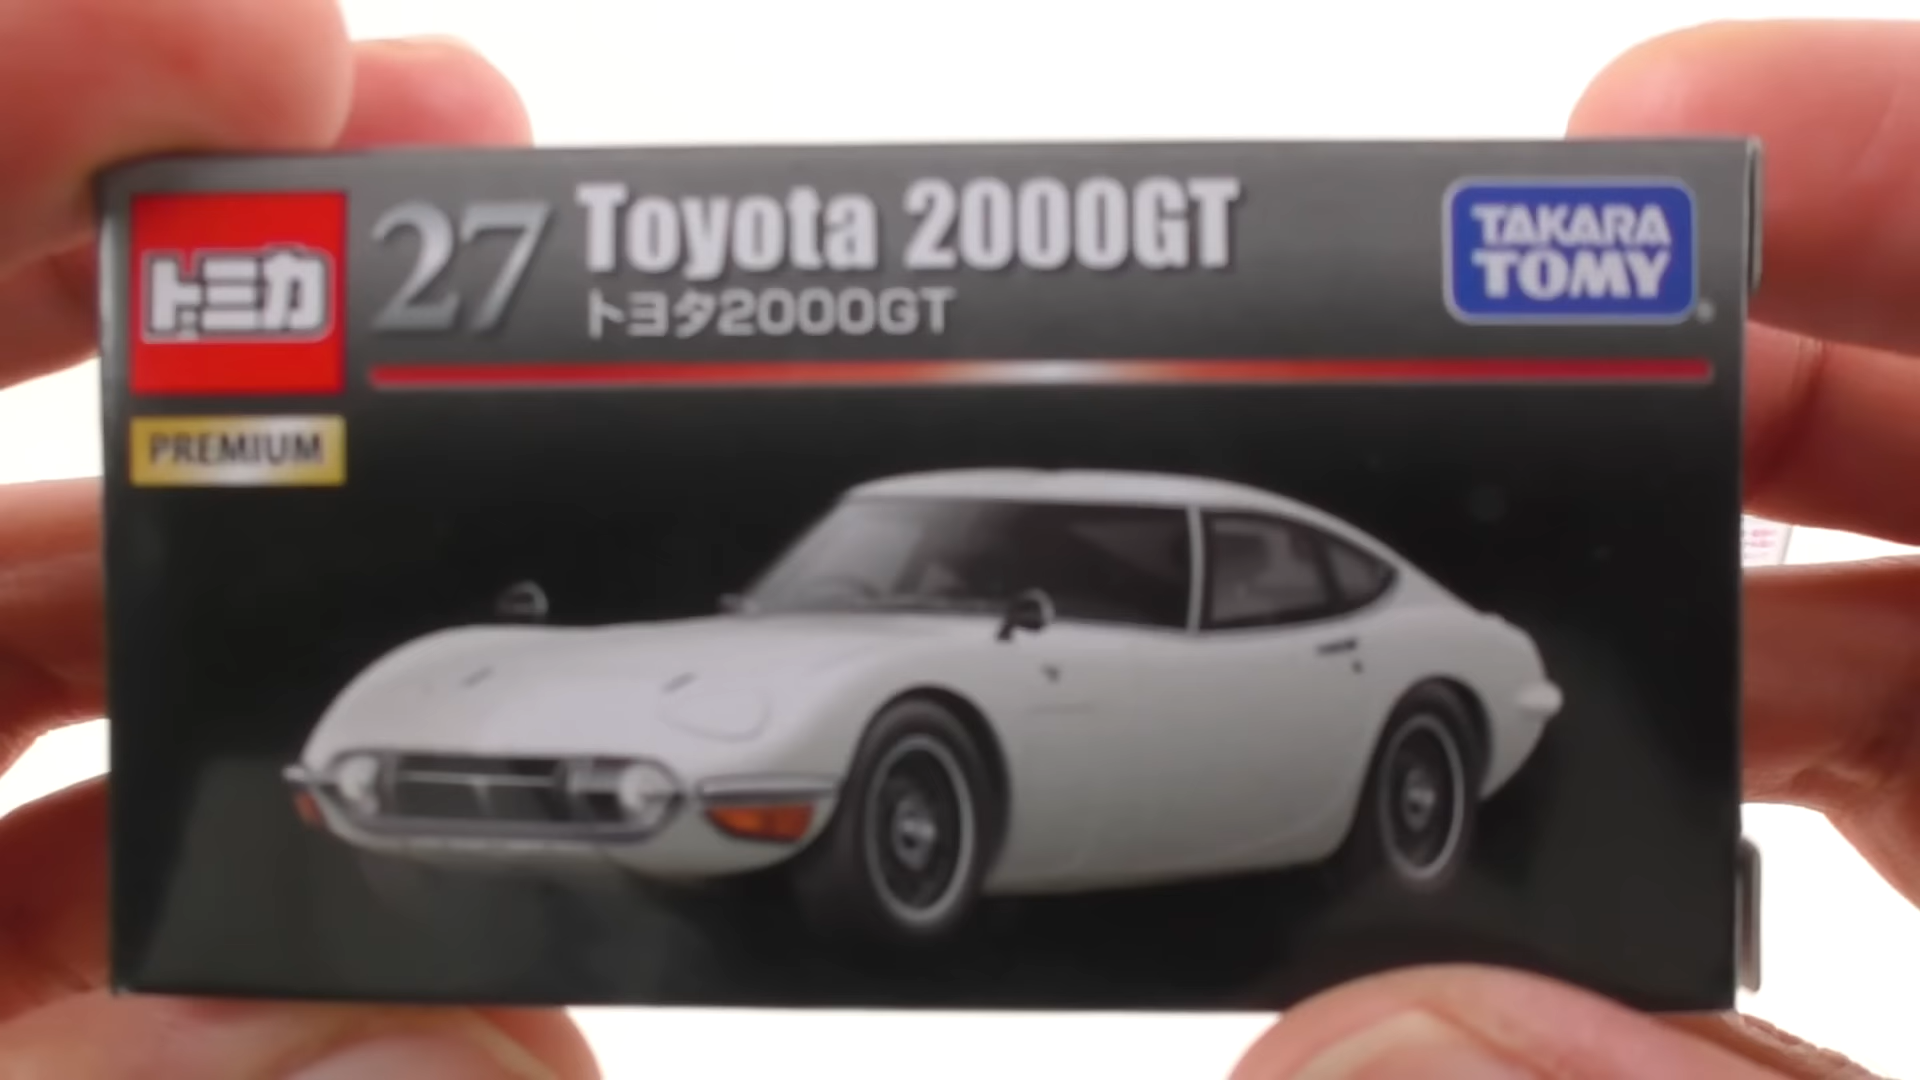 トミカ
27
Toyota 2000GT
トヨタ2000GT
TAKARA
TOMY
PREMIUM